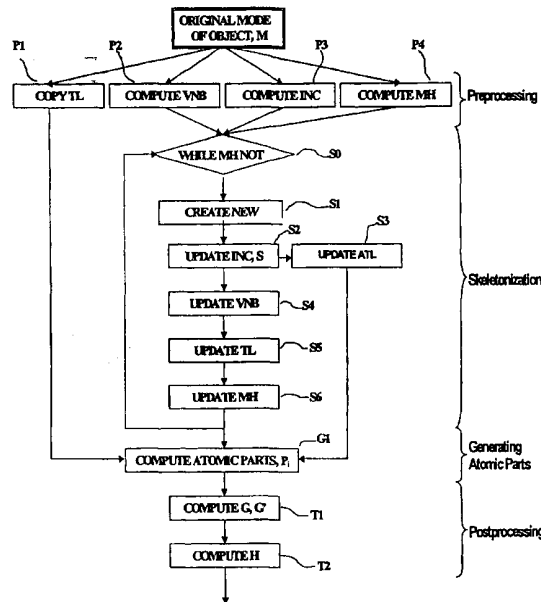 ORIGINAL MODE
OF OBJECT, M
P1
P2
P3
P4
COPY TL
COMPUTE VNB
COMPUTE INC
COMPUTE MH
Preprocessing
WHILE MH NOT
S0
CREATE NEW
S1
S2
S3
UPDATE INC, S
UPDATE ATL
Skeletonization
UPDATE VNB
S4
UPDATE TL
S5
UPDATE MH
S6
G1
COMPUTE ATOMIC PARTS, Pi
Generating
Atomic Parts
COMPUTE G, G'
T1
Postprocessing
COMPUTE H
T2